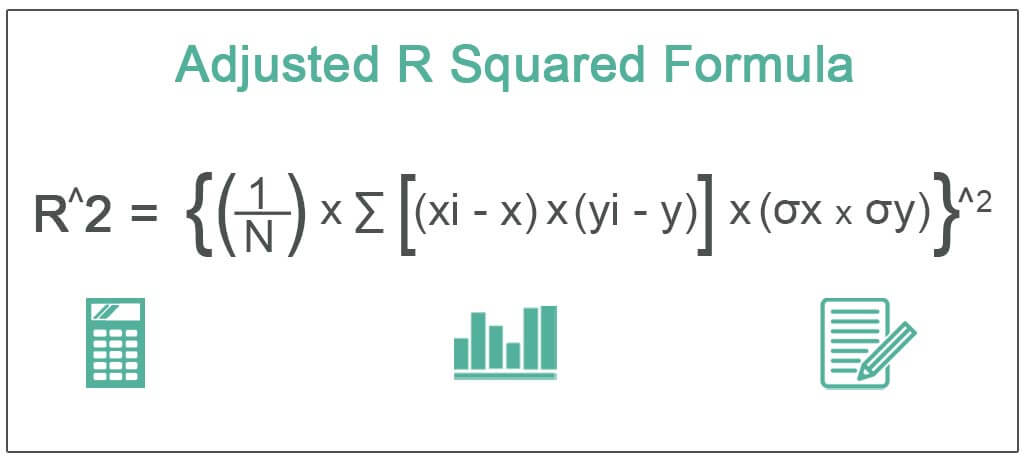 Adjusted R Squared Formula
R^2 = {(1/N) x ∑ [(xi - x) x (yi - y)] x (σx x σy)}^2